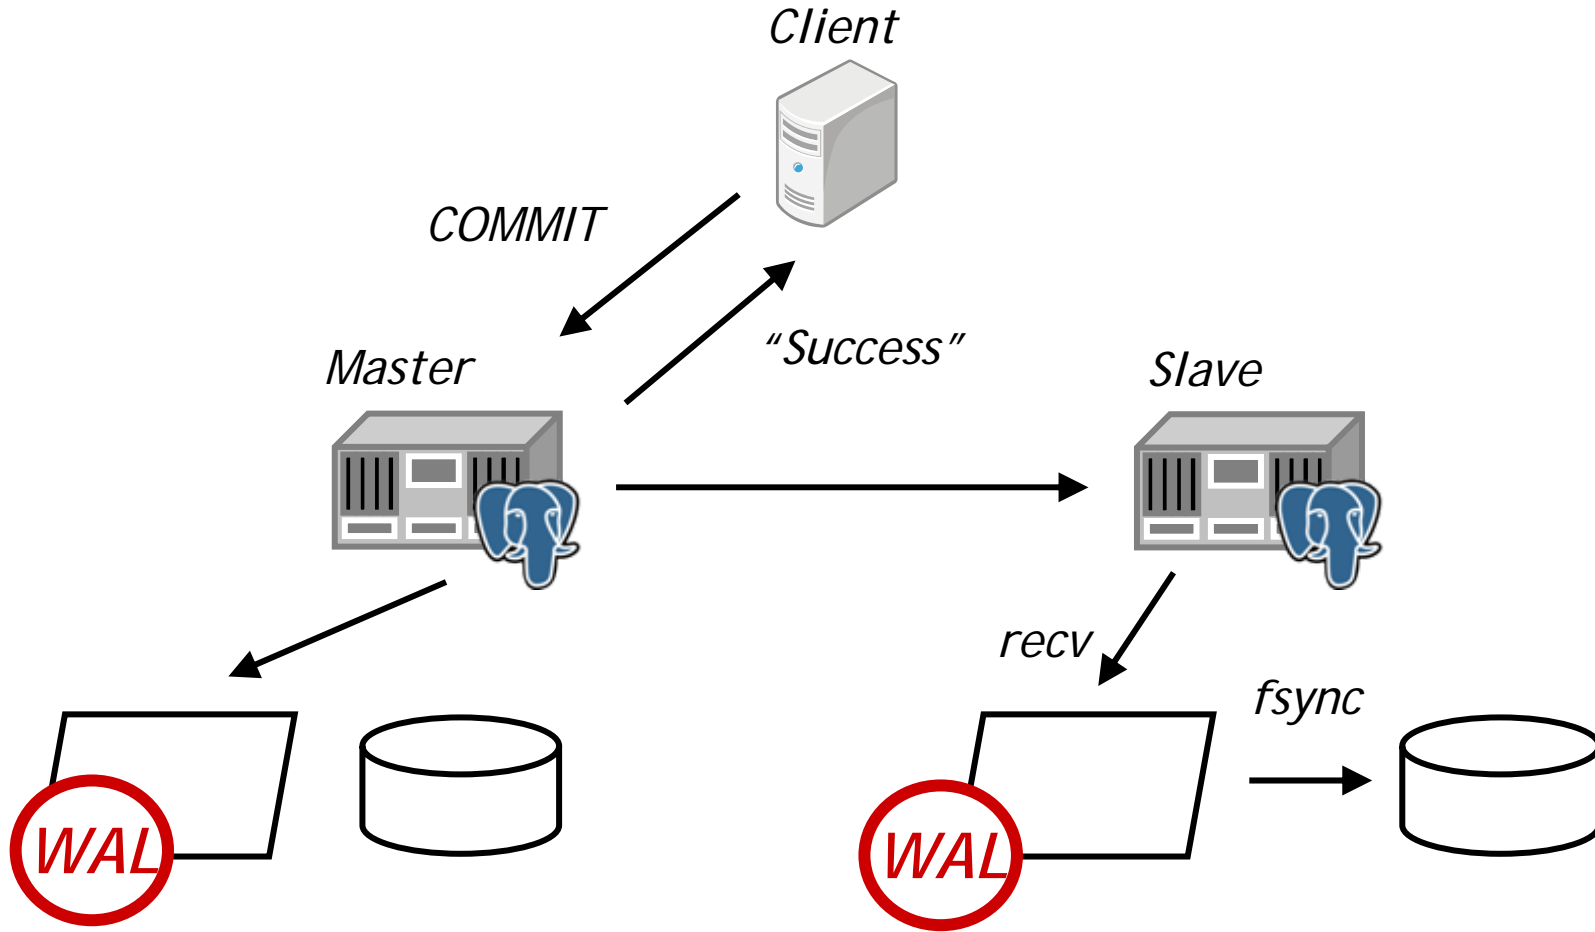 Client
COMMIT
“Success”
Master
Slave
recv
fsync
WAL
WAL